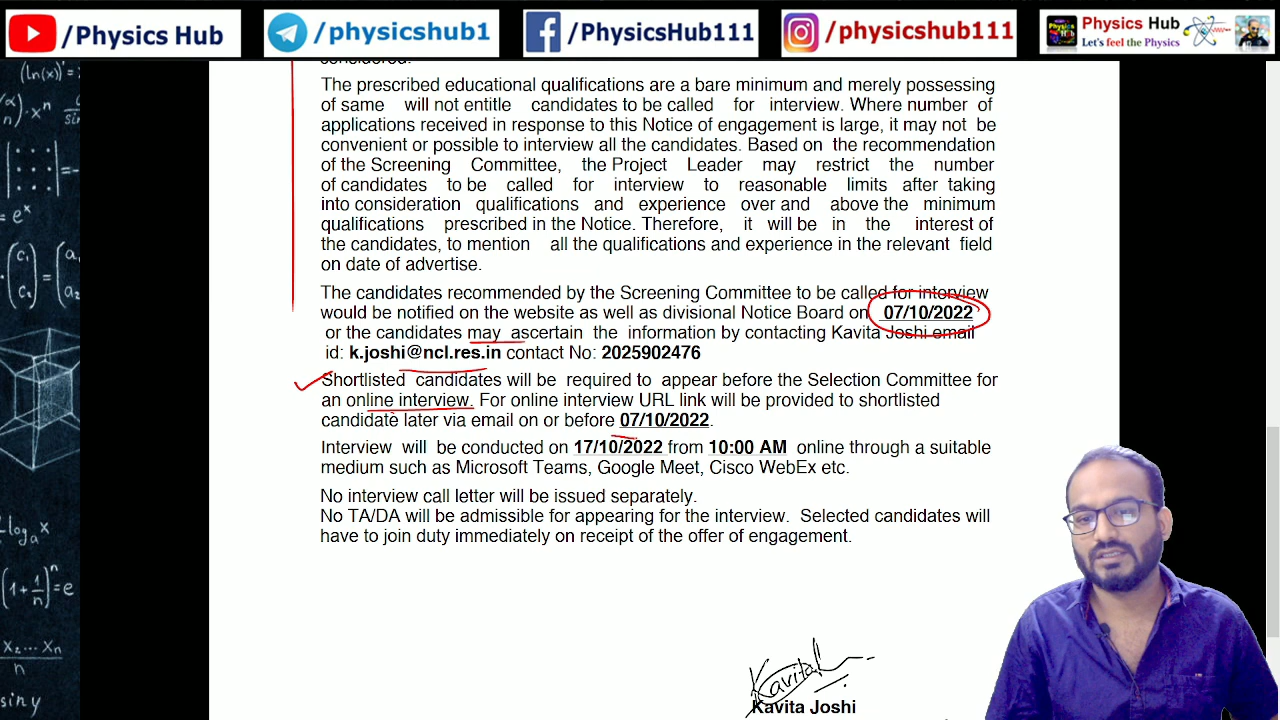 /Physics Hub
/physicshub1
/PhysicsHub111
/physicshub111
Physics Hub
Let's feel the Physics
considered.
The prescribed educational qualifications are a bare minimum and merely possessing
of same will not entitle candidates to be called for interview. Where number of
applications received in response to this Notice of engagement is large, it may not be
convenient or possible to interview all the candidates. Based on the recommendation
of the Screening Committee, the Project Leader may restrict the number
of candidates to be called for interview to reasonable limits after taking
into consideration qualifications and experience over and above the minimum
qualifications prescribed in the Notice. Therefore, it will be in the interest of
the candidates, to mention all the qualifications and experience in the relevant field
on date of advertise.
The candidates recommended by the Screening Committee to be called for interview
would be notified on the website as well as divisional Notice Board on 07/10/2022
or the candidates may ascertain the information by contacting Kavita Joshi email
id: k.joshi@ncl.res.in contact No: 2025902476
Shortlisted candidates will be required to appear before the Selection Committee for
an online interview. For online interview URL link will be provided to shortlisted
candidate later via email on or before 07/10/2022.
Interview will be conducted on 17/10/2022 from 10:00 AM online through a suitable
medium such as Microsoft Teams, Google Meet, Cisco WebEx etc.
No interview call letter will be issued separately.
No TA/DA will be admissible for appearing for the interview. Selected candidates will
have to join duty immediately on receipt of the offer of engagement.
Kavita
Kavita Joshi